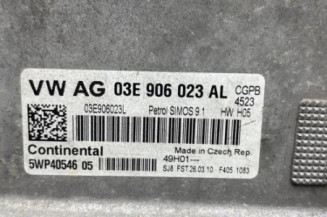 VW AG 03E 906 023 AL CGPB
4523
03E906023L Petrol SIMOS 9.1 HW: H05
Continental Made in Czech Rep.
5WP40546 05 49H01---
SJ8 FST 26.03.10 F405 1083